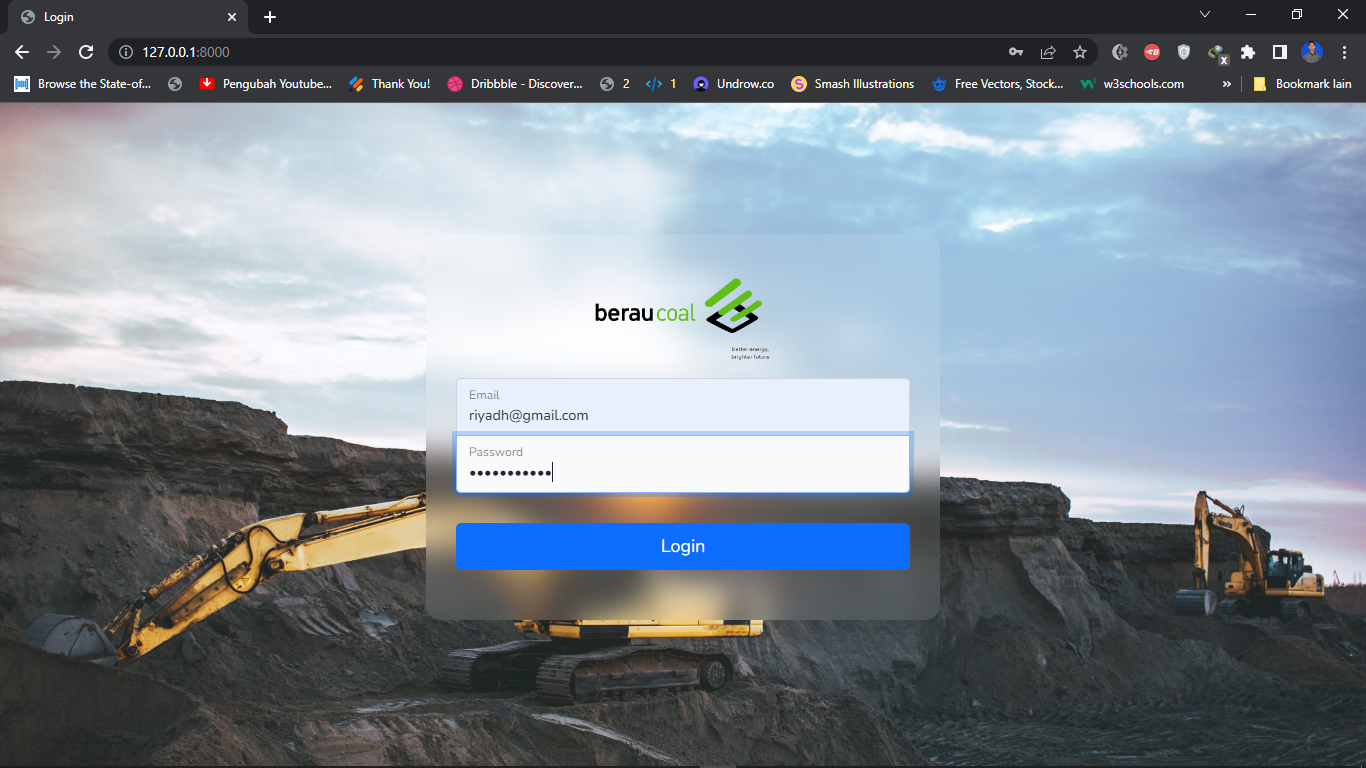 Login
127.0.0.1:8000
Browse the State-of...
Pengubah Youtube...
Thank You!
Dribbble - Discover...
2
1
Undrow.co
Smash Illustrations
Free Vectors, Stock...
w3schools.com
»
Bookmark lain
berau coal
better energy,
brighter future
Email
riyadh@gmail.com
Password
•••••••••••
Login